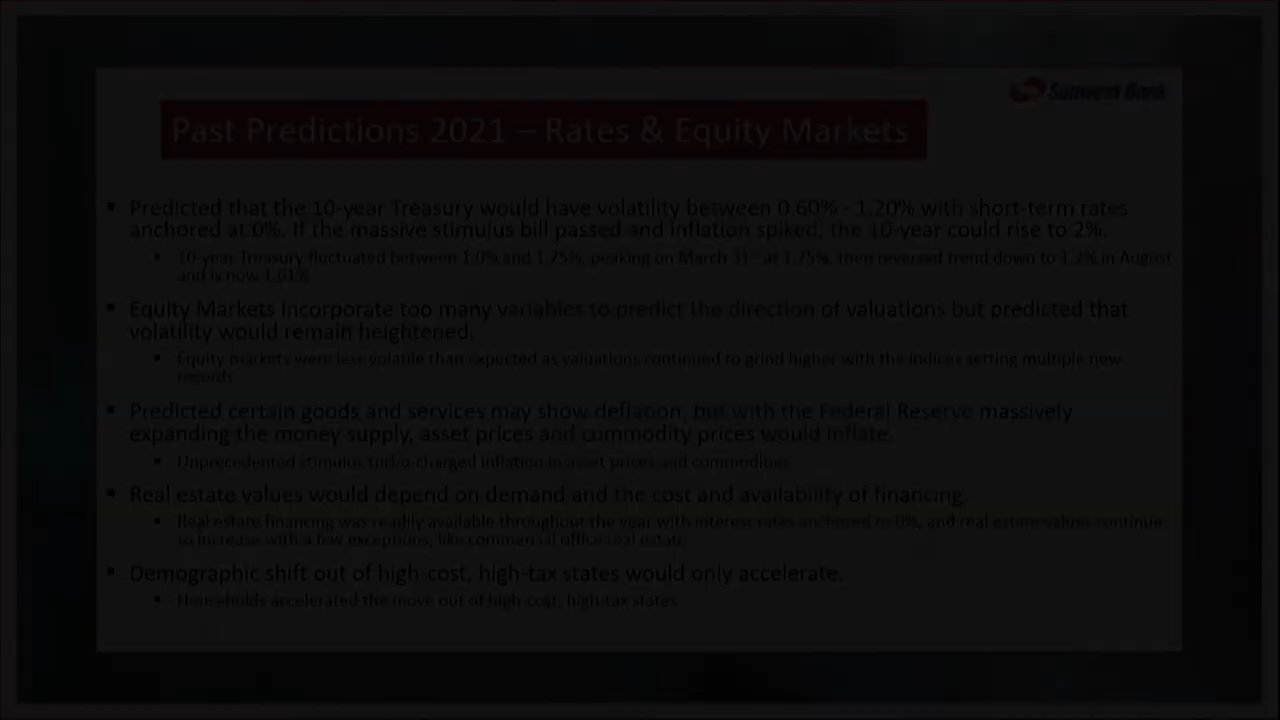 Sunwest Bank
Past Predictions 2021 – Rates & Equity Markets
▪ Predicted that the 10-year Treasury would have volatility between 0.60% - 1.20% with short-term rates
anchored at 0%. If the massive stimulus bill passed and inflation spiked, the 10-year could rise to 2%.
▪ 10-year Treasury fluctuated between 1.0% and 1.75%, peaking on March 31st at 1.75%, then reversed trend down to 1.2% in August
and is now 1.61%
▪ Equity Markets incorporate too many variables to predict the direction of valuations but predicted that
volatility would remain heightened.
▪ Equity markets were less volatile than expected as valuations continued to grind higher with the indices setting multiple new
records
▪ Predicted certain goods and services may show deflation, but with the Federal Reserve massively
expanding the money supply, asset prices and commodity prices would inflate.
▪ Unprecedented stimulus turbo-charged inflation in asset prices and commodities
▪ Real estate values would depend on demand and the cost and availability of financing.
▪ Real estate financing was readily available throughout the year with interest rates anchored to 0%, and real estate values continue
to increase with a few exceptions, like commercial office real estate
▪ Demographic shift out of high-cost, high-tax states would only accelerate.
▪ Households accelerated the move out of high-cost, high-tax states